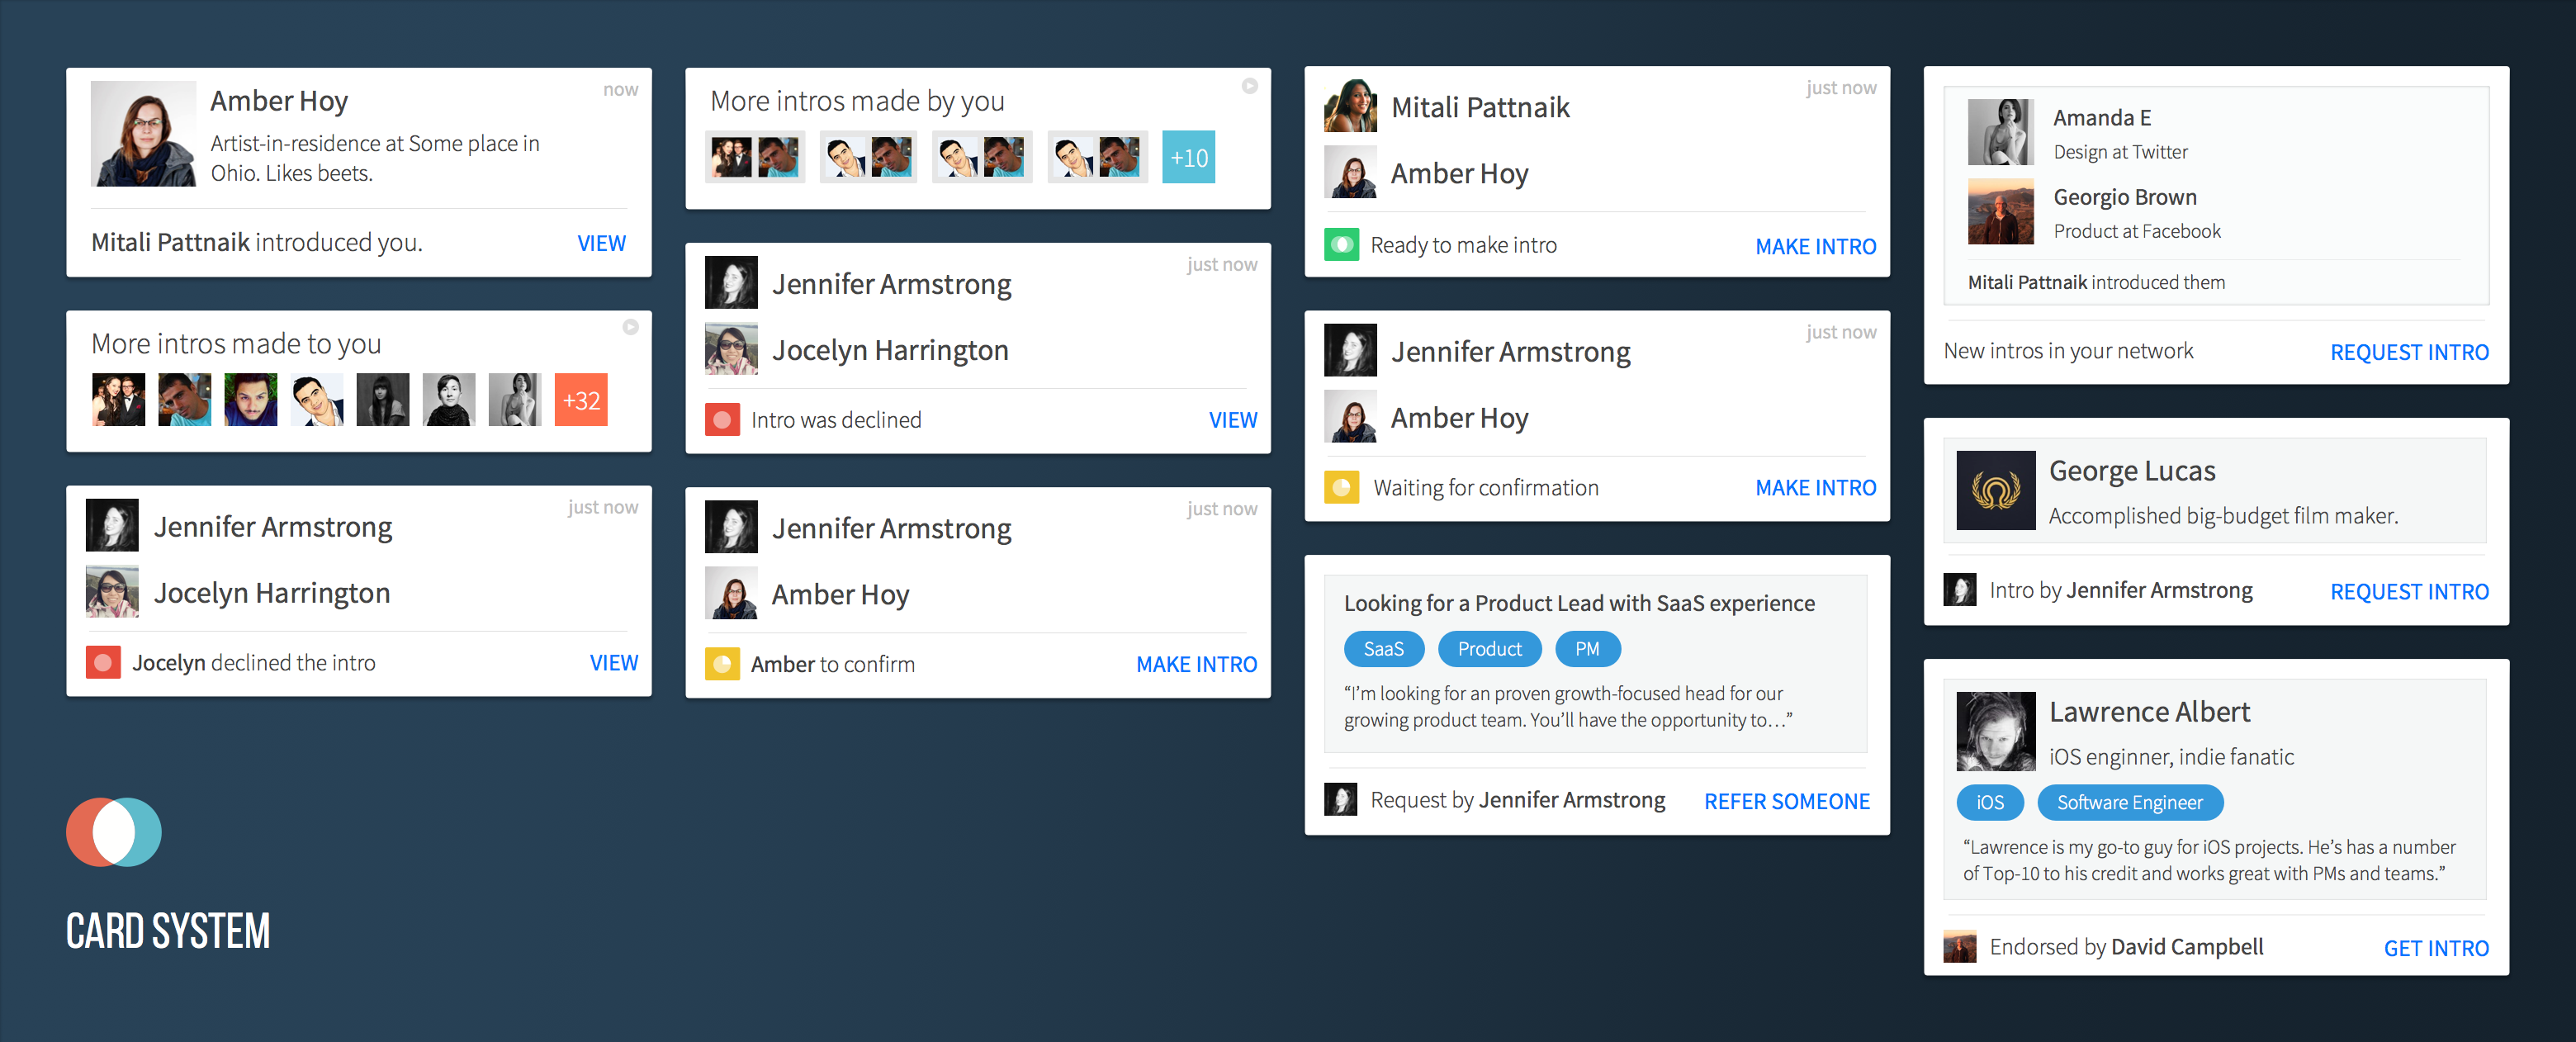 Amber Hoy
now
Artist-in-residence at Some place in
Ohio. Likes beets.
Mitali Pattnaik introduced you.
VIEW
More intros made to you
+32
Jennifer Armstrong
just now
Jocelyn Harrington
Jocelyn declined the intro
VIEW
CARD SYSTEM
More intros made by you
+10
Jennifer Armstrong
just now
Jocelyn Harrington
Intro was declined
VIEW
Jennifer Armstrong
just now
Amber Hoy
Amber to confirm
MAKE INTRO
Mitali Pattnaik
just now
Amber Hoy
Ready to make intro
MAKE INTRO
Jennifer Armstrong
just now
Amber Hoy
Waiting for confirmation
MAKE INTRO
Looking for a Product Lead with SaaS experience
SaaS
Product
PM
“I’m looking for an proven growth-focused head for our
growing product team. You’ll have the opportunity to…”
Request by Jennifer Armstrong
REFER SOMEONE
Amanda E
Design at Twitter
Georgio Brown
Product at Facebook
Mitali Pattnaik introduced them
New intros in your network
REQUEST INTRO
George Lucas
Accomplished big-budget film maker.
Intro by Jennifer Armstrong
REQUEST INTRO
Lawrence Albert
iOS enginner, indie fanatic
iOS
Software Engineer
“Lawrence is my go-to guy for iOS projects. He’s has a number
of Top-10 to his credit and works great with PMs and teams.”
Endorsed by David Campbell
GET INTRO